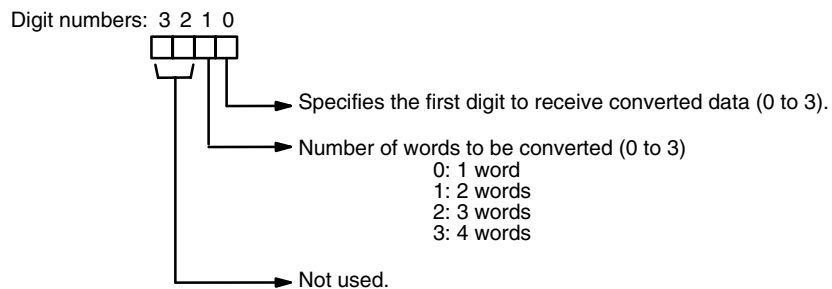 Digit numbers: 3 2 1 0
Specifies the first digit to receive converted data (0 to 3).
Number of words to be converted (0 to 3)
0: 1 word
1: 2 words
2: 3 words
3: 4 words
Not used.